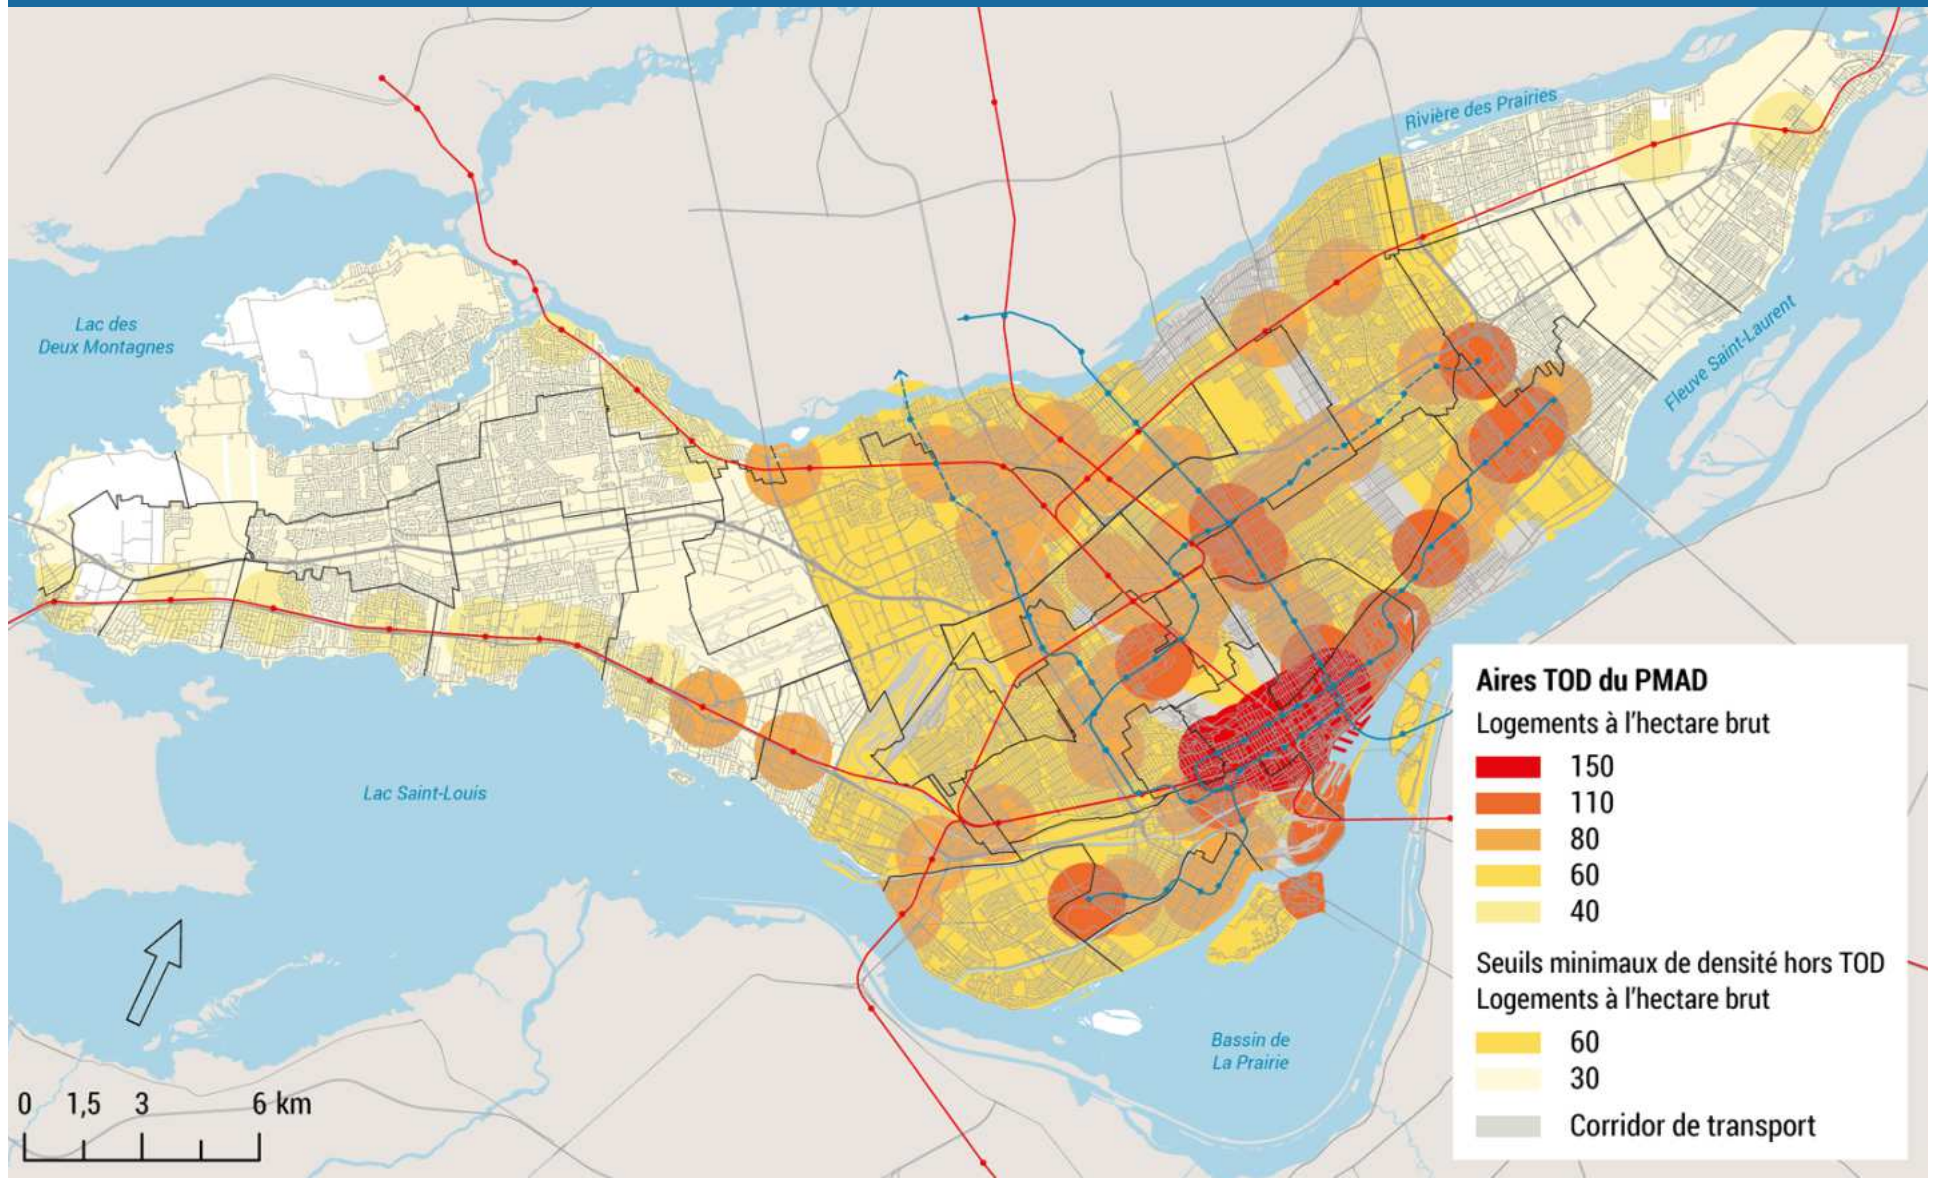 Rivière des Prairies
Lac des
Deux Montagnes
Fleuve Saint-Laurent
Lac Saint-Louis
Bassin de
La Prairie
0 1,5 3 6 km
Aires TOD du PMAD
Logements à l'hectare brut
150
110
80
60
40
Seuils minimaux de densité hors TOD
Logements à l'hectare brut
60
30
Corridor de transport